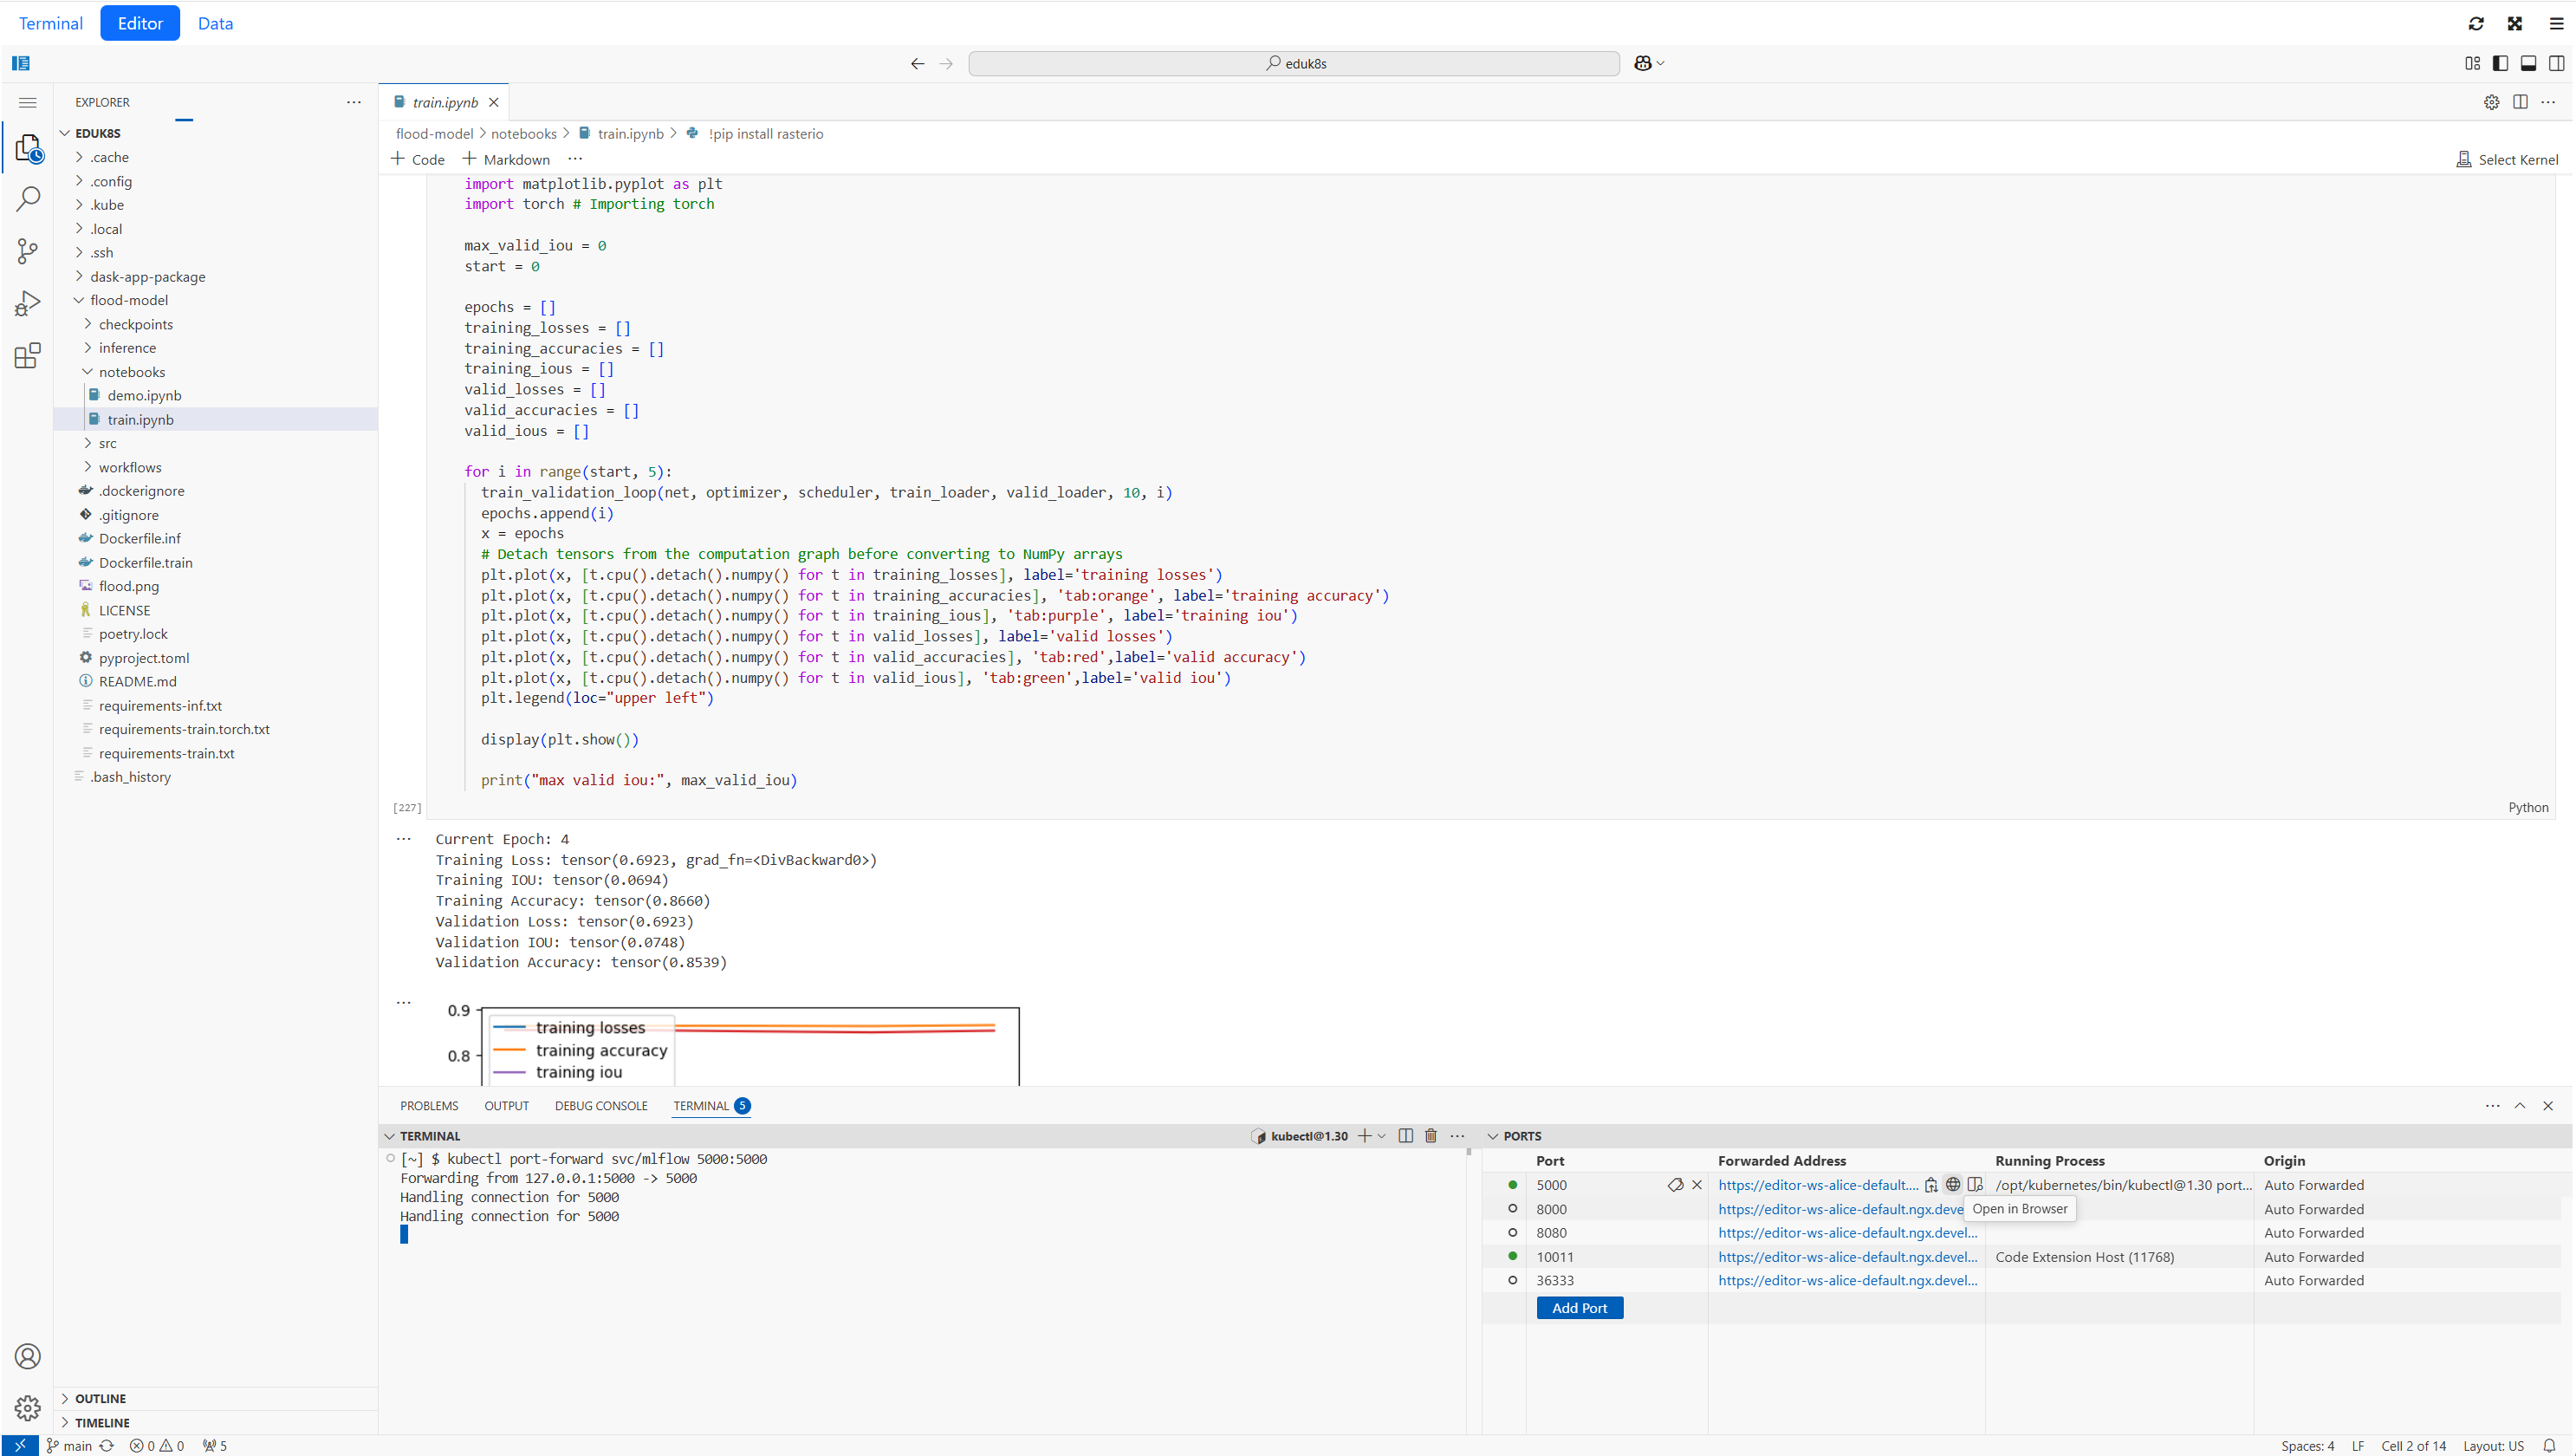 Terminal
Editor
Data
eduk8s
EXPLORER
EDUK8S
.cache
.config
.kube
.local
.ssh
dask-app-package
flood-model
checkpoints
inference
notebooks
demo.ipynb
train.ipynb
src
workflows
.dockerignore
.gitignore
Dockerfile.inf
Dockerfile.train
flood.png
LICENSE
poetry.lock
pyproject.toml
README.md
requirements-inf.txt
requirements-train.torch.txt
requirements-train.txt
.bash_history
OUTLINE
TIMELINE
train.ipynb
flood-model > notebooks > train.ipynb > !pip install rasterio
+ Code + Markdown ...
Select Kernel
import matplotlib.pyplot as plt
import torch # Importing torch
max_valid_iou = 0
start = 0
epochs = []
training_losses = []
training_accuracies = []
training_ious = []
valid_losses = []
valid_accuracies = []
valid_ious = []
for i in range(start, 5):
train_validation_loop(net, optimizer, scheduler, train_loader, valid_loader, 10, i)
epochs.append(i)
x = epochs
# Detach tensors from the computation graph before converting to NumPy arrays
plt.plot(x, [t.cpu().detach().numpy() for t in training_losses], label='training losses')
plt.plot(x, [t.cpu().detach().numpy() for t in training_accuracies], 'tab:orange', label='training accuracy')
plt.plot(x, [t.cpu().detach().numpy() for t in training_ious], 'tab:purple', label='training iou')
plt.plot(x, [t.cpu().detach().numpy() for t in valid_losses], label='valid losses')
plt.plot(x, [t.cpu().detach().numpy() for t in valid_accuracies], 'tab:red',label='valid accuracy')
plt.plot(x, [t.cpu().detach().numpy() for t in valid_ious], 'tab:green',label='valid iou')
plt.legend(loc="upper left")
display(plt.show())
print("max valid iou:", max_valid_iou)
[227]
Python
Current Epoch: 4
Training Loss: tensor(0.6923, grad_fn=<DivBackward0>)
Training IOU: tensor(0.0694)
Training Accuracy: tensor(0.8660)
Validation Loss: tensor(0.6923)
Validation IOU: tensor(0.0748)
Validation Accuracy: tensor(0.8539)
0.9
0.8
training losses
training accuracy
training iou
PROBLEMS OUTPUT DEBUG CONSOLE TERMINAL 5
TERMINAL
kubectl@1.30
[~] $ kubectl port-forward svc/mlflow 5000:5000
Forwarding from 127.0.0.1:5000 -> 5000
Handling connection for 5000
Handling connection for 5000
PORTS
Port Forwarded Address Running Process Origin
5000 https://editor-ws-alice-default.... /opt/kubernetes/bin/kubectl@1.30 port... Auto Forwarded
8000 https://editor-ws-alice-default.ngx.deve Auto Forwarded
Open in Browser
8080 https://editor-ws-alice-default.ngx.devel... Auto Forwarded
10011 https://editor-ws-alice-default.ngx.devel... Code Extension Host (11768) Auto Forwarded
36333 https://editor-ws-alice-default.ngx.devel... Auto Forwarded
Add Port
main 0 0 5
Spaces: 4 LF Cell 2 of 14 Layout: US